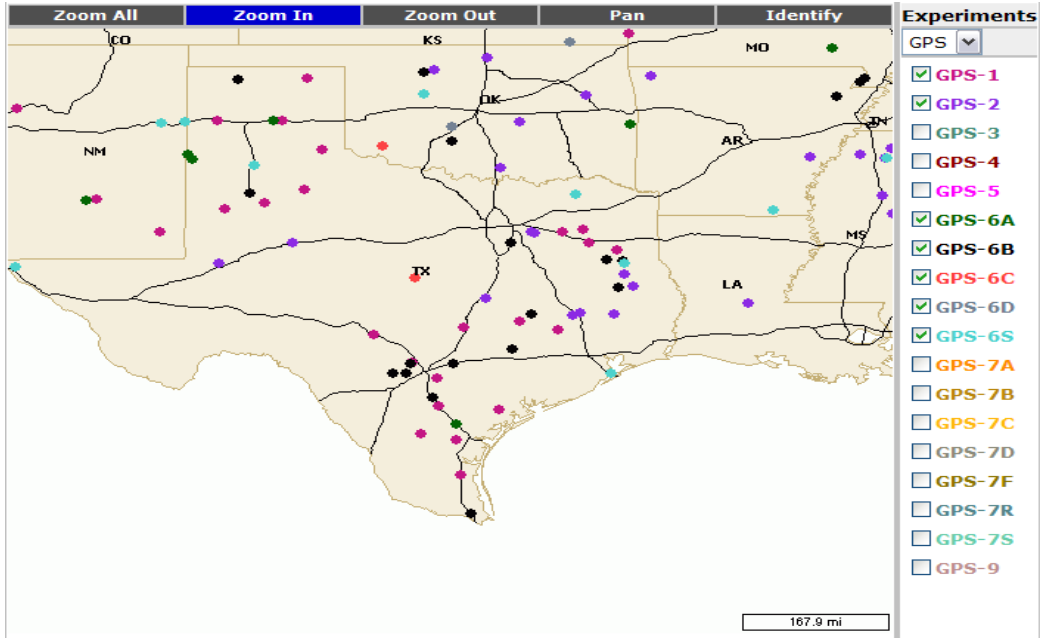 Zoom All Zoom In Zoom Out Pan Identify
Experiments
GPS
GPS-1
GPS-2
GPS-3
GPS-4
GPS-5
GPS-6A
GPS-6B
GPS-6C
GPS-6D
GPS-6S
GPS-7A
GPS-7B
GPS-7C
GPS-7D
GPS-7F
GPS-7R
GPS-7S
GPS-9
CO
KS
MO
OK
TN
NM
AR
MS
TX
LA
167.9 mi